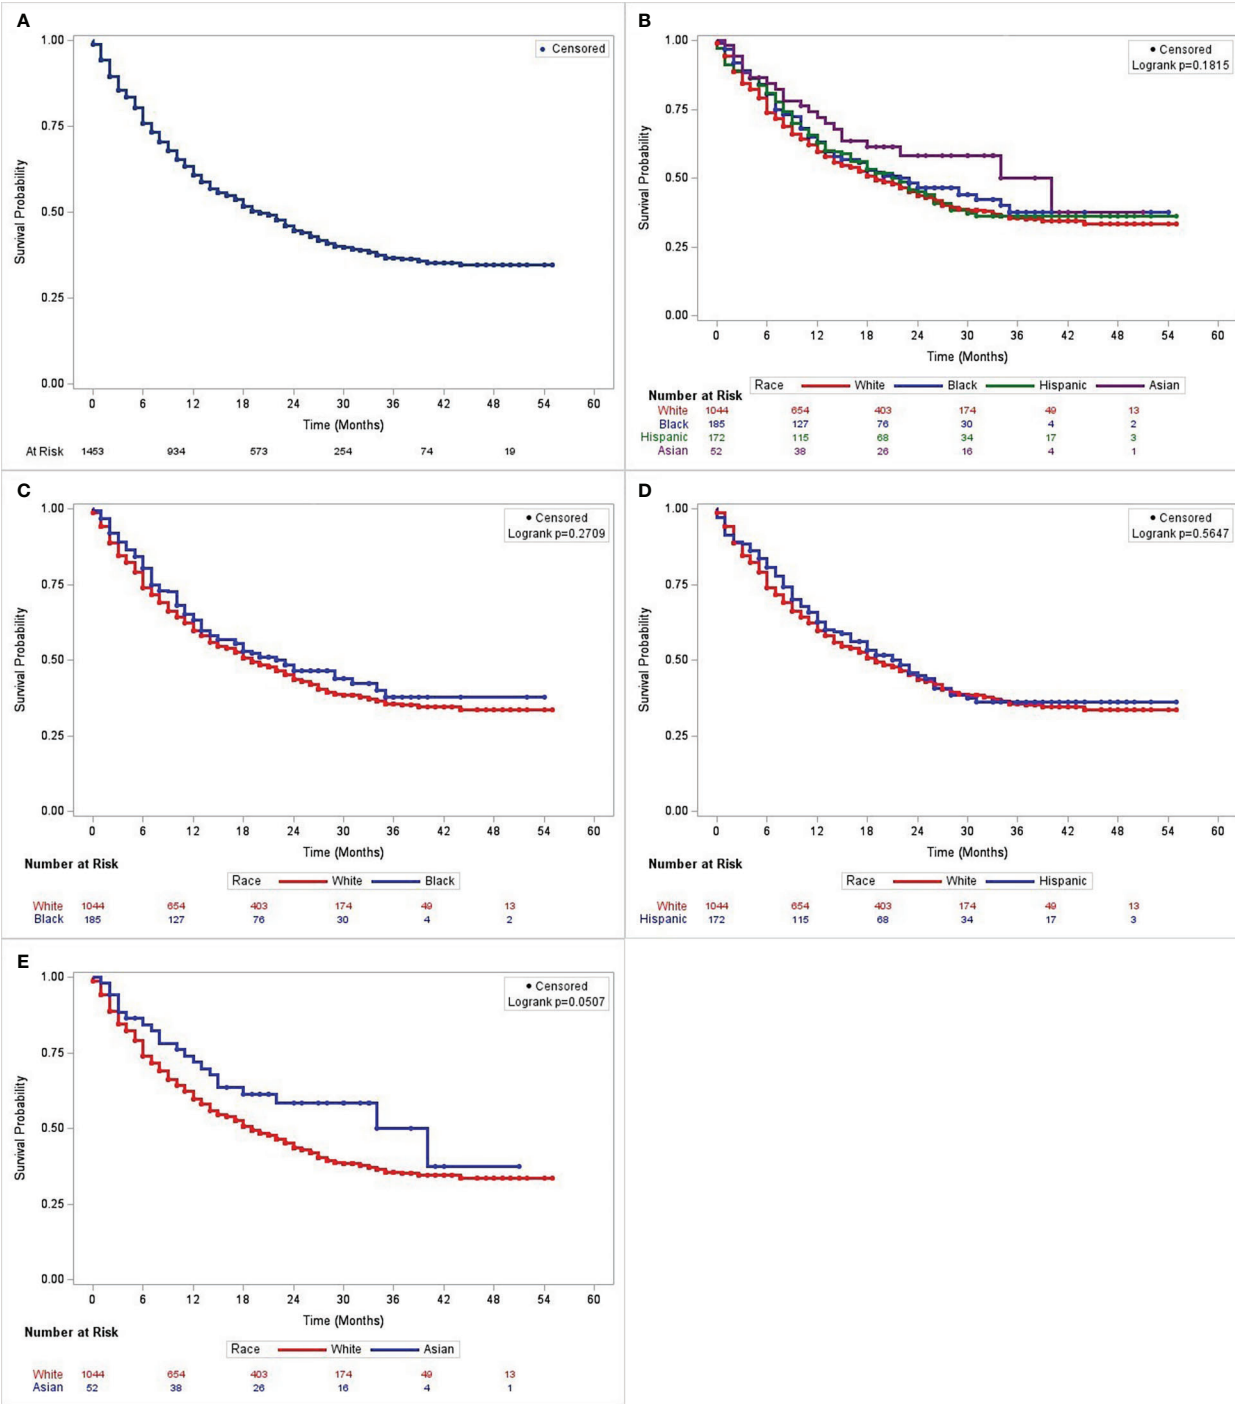 A
1.00
0.75
0.50
0.25
0.00
Survival Probability
Censored
0 6 12 18 24 30 36 42 48 54 60
Time (Months)
At Risk 1453 934 573 254 74 19
B
1.00
0.75
0.50
0.25
0.00
Survival Probability
Censored
Logrank p=0.1815
0 6 12 18 24 30 36 42 48 54 60
Time (Months)
Race White Black Hispanic Asian
Number at Risk
White 1044 654 403 174 49 13
Black 185 127 76 30 4 2
Hispanic 172 115 68 34 17 3
Asian 52 38 26 16 4 1
C
1.00
0.75
0.50
0.25
0.00
Survival Probability
Censored
Logrank p=0.2709
0 6 12 18 24 30 36 42 48 54 60
Time (Months)
Number at Risk
Race White Black
White 1044 654 403 174 49 13
Black 185 127 76 30 4 2
D
1.00
0.75
0.50
0.25
0.00
Survival Probability
Censored
Logrank p=0.5647
0 6 12 18 24 30 36 42 48 54 60
Time (Months)
Number at Risk
Race White Hispanic
White 1044 654 403 174 49 13
Hispanic 172 115 68 34 17 3
E
1.00
0.75
0.50
0.25
0.00
Survival Probability
Censored
Logrank p=0.0507
0 6 12 18 24 30 36 42 48 54 60
Time (Months)
Number at Risk
Race White Asian
White 1044 654 403 174 49 13
Asian 52 38 26 16 4 1